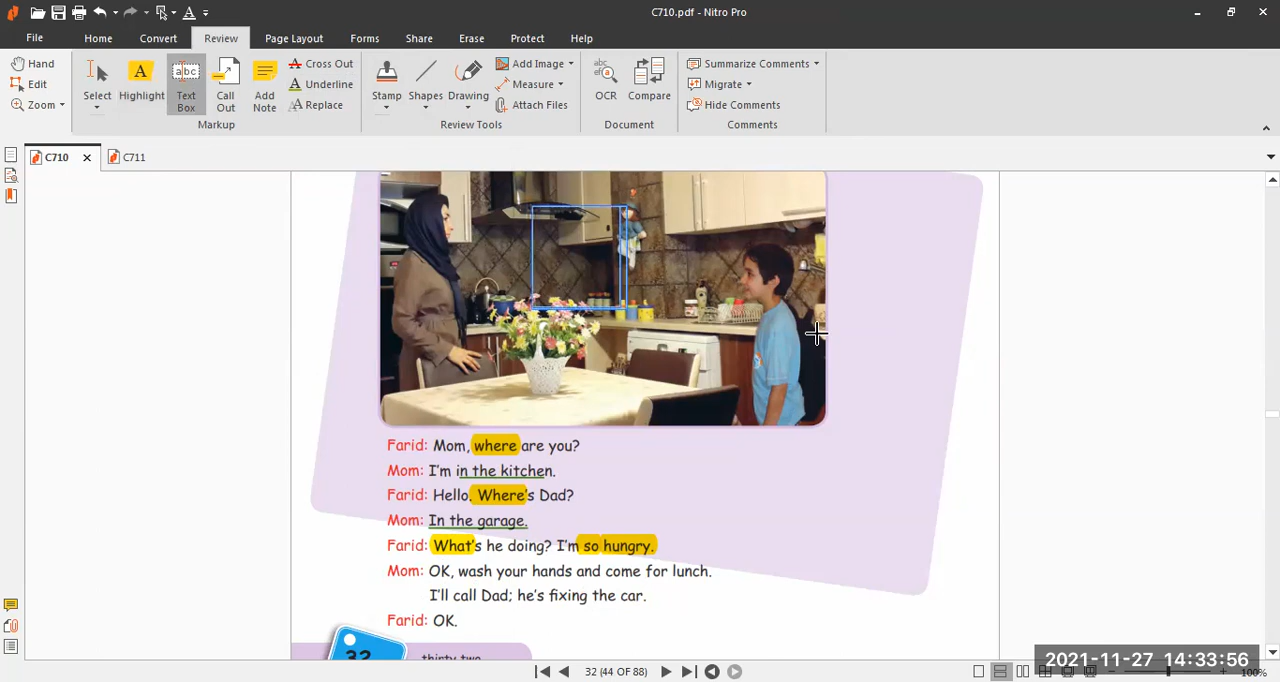 C710.pdf - Nitro Pro
File Home Convert Review Page Layout Forms Share Erase Protect Help
Hand
Edit
Zoom
Select
Highlight
Text Box
Call Out
Add Note
Cross Out
Underline
Replace
Markup
Stamp
Shapes
Drawing
Add Image
Measure
Attach Files
Review Tools
OCR
Compare
Document
Summarize Comments
Migrate
Hide Comments
Comments
C710
C711
Farid: Mom, where are you?
Mom: I'm in the kitchen.
Farid: Hello. Where's Dad?
Mom: In the garage.
Farid: What's he doing? I'm so hungry.
Mom: OK, wash your hands and come for lunch.
I'll call Dad; he's fixing the car.
Farid: OK.
32
thirty two
32 (44 OF 88)
2021-11-27 14:33:56
100%